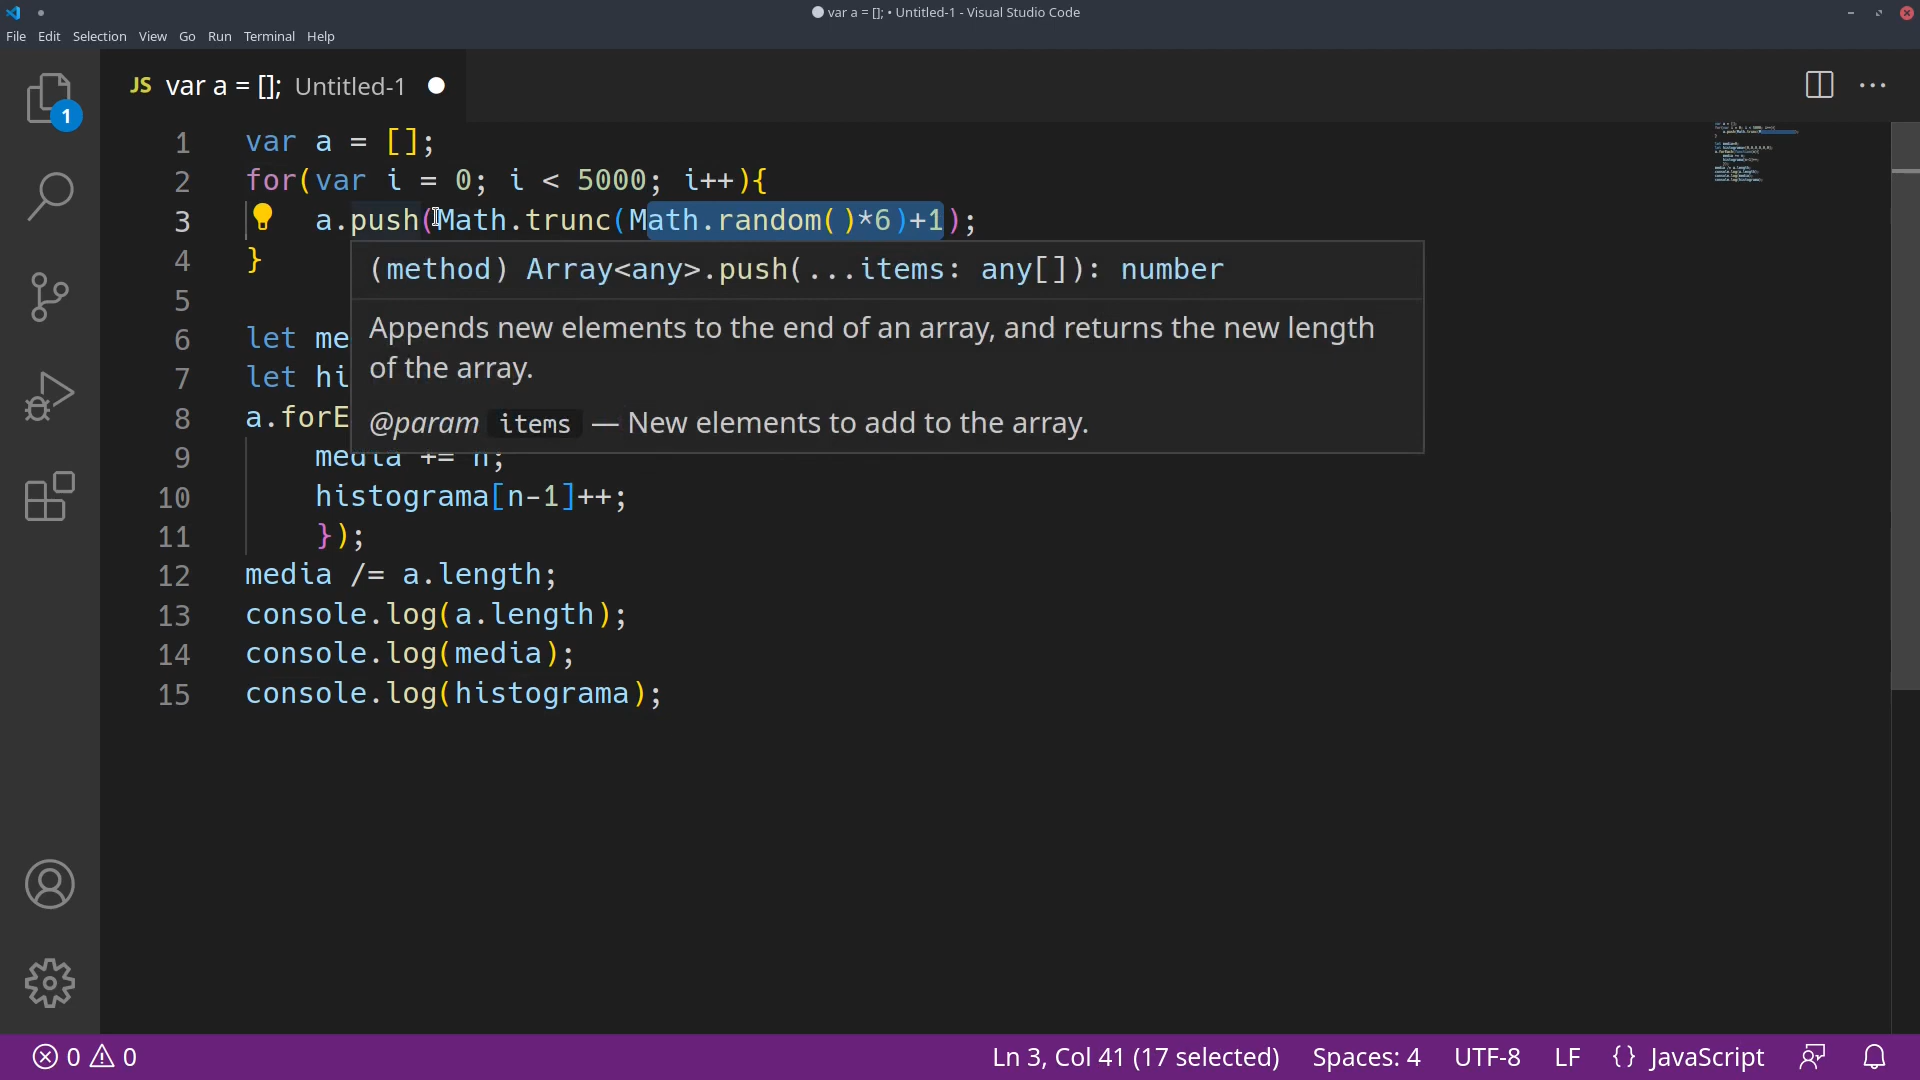 var a = []; • Untitled-1 - Visual Studio Code
File Edit Selection View Go Run Terminal Help
JS var a = []; Untitled-1
1
1 var a = [];
2 for(var i = 0; i < 5000; i++){
3 a.push(Math.trunc(Math.random()*6)+1);
4 }
(method) Array<any>.push(...items: any[]): number
Appends new elements to the end of an array, and returns the new length
of the array.
@param items — New elements to add to the array.
5
6 let me
7 let hi
8 a.forE
9 media += n;
10 histograma[n-1]++;
11 });
12 media /= a.length;
13 console.log(a.length);
14 console.log(media);
15 console.log(histograma);
0 0 Ln 3, Col 41 (17 selected) Spaces: 4 UTF-8 LF {} JavaScript